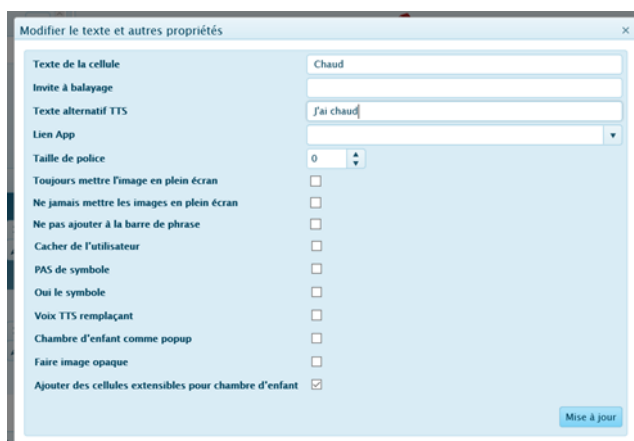 Modifier le texte et autres propriétés ×
Texte de la cellule Chaud
Invite à balayage
Texte alternatif TTS J'ai chaud
Lien App
Taille de police 0
Toujours mettre l'image en plein écran
Ne jamais mettre les images en plein écran
Ne pas ajouter à la barre de phrase
Cacher de l'utilisateur
PAS de symbole
Oui le symbole
Voix TTS remplaçant
Chambre d'enfant comme popup
Faire image opaque
Ajouter des cellules extensibles pour chambre d'enfant
Mise à jour